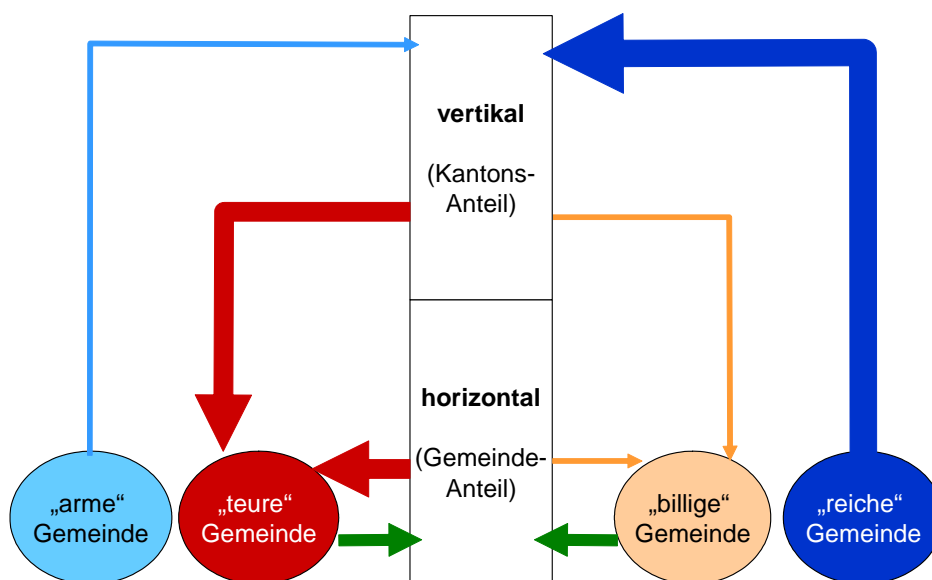 vertikal
(Kantons-
Anteil)
horizontal
(Gemeinde-
Anteil)
„arme“
Gemeinde
„teure“
Gemeinde
„billige“
Gemeinde
„reiche“
Gemeinde